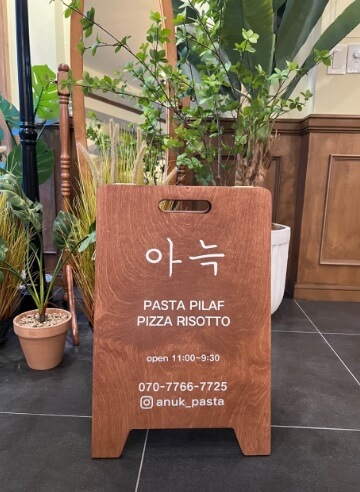 아늑
PASTA PILAF
PIZZA RISOTTO
open 11:00~9:30
070-7766-7725
anuk_pasta